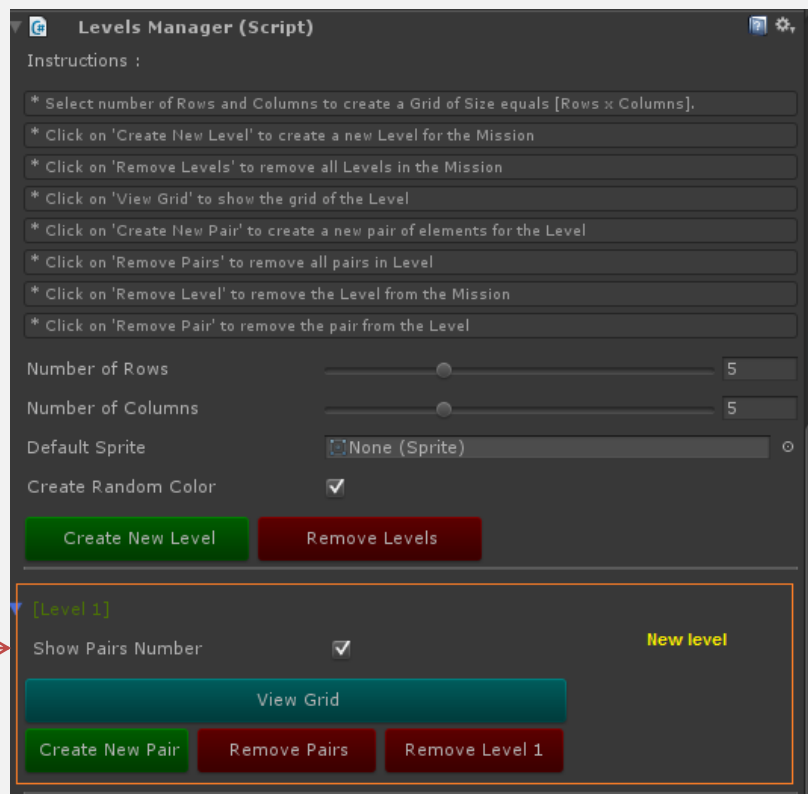 Levels Manager (Script)
Instructions :
* Select number of Rows and Columns to create a Grid of Size equals [Rows x Columns].
* Click on 'Create New Level' to create a new Level for the Mission
* Click on 'Remove Levels' to remove all Levels in the Mission
* Click on 'View Grid' to show the grid of the Level
* Click on 'Create New Pair' to create a new pair of elements for the Level
* Click on 'Remove Pairs' to remove all pairs in Level
* Click on 'Remove Level' to remove the Level from the Mission
* Click on 'Remove Pair' to remove the pair from the Level
Number of Rows 5
Number of Columns 5
Default Sprite None (Sprite)
Create Random Color
Create New Level Remove Levels
[Level 1]
Show Pairs Number New level
View Grid
Create New Pair Remove Pairs Remove Level 1